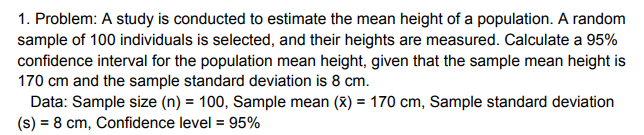 1. Problem: A study is conducted to estimate the mean height of a population. A random
sample of 100 individuals is selected, and their heights are measured. Calculate a 95%
confidence interval for the population mean height, given that the sample mean height is
170 cm and the sample standard deviation is 8 cm.
Data: Sample size (n) = 100, Sample mean (x̄) = 170 cm, Sample standard deviation
(s) = 8 cm, Confidence level = 95%